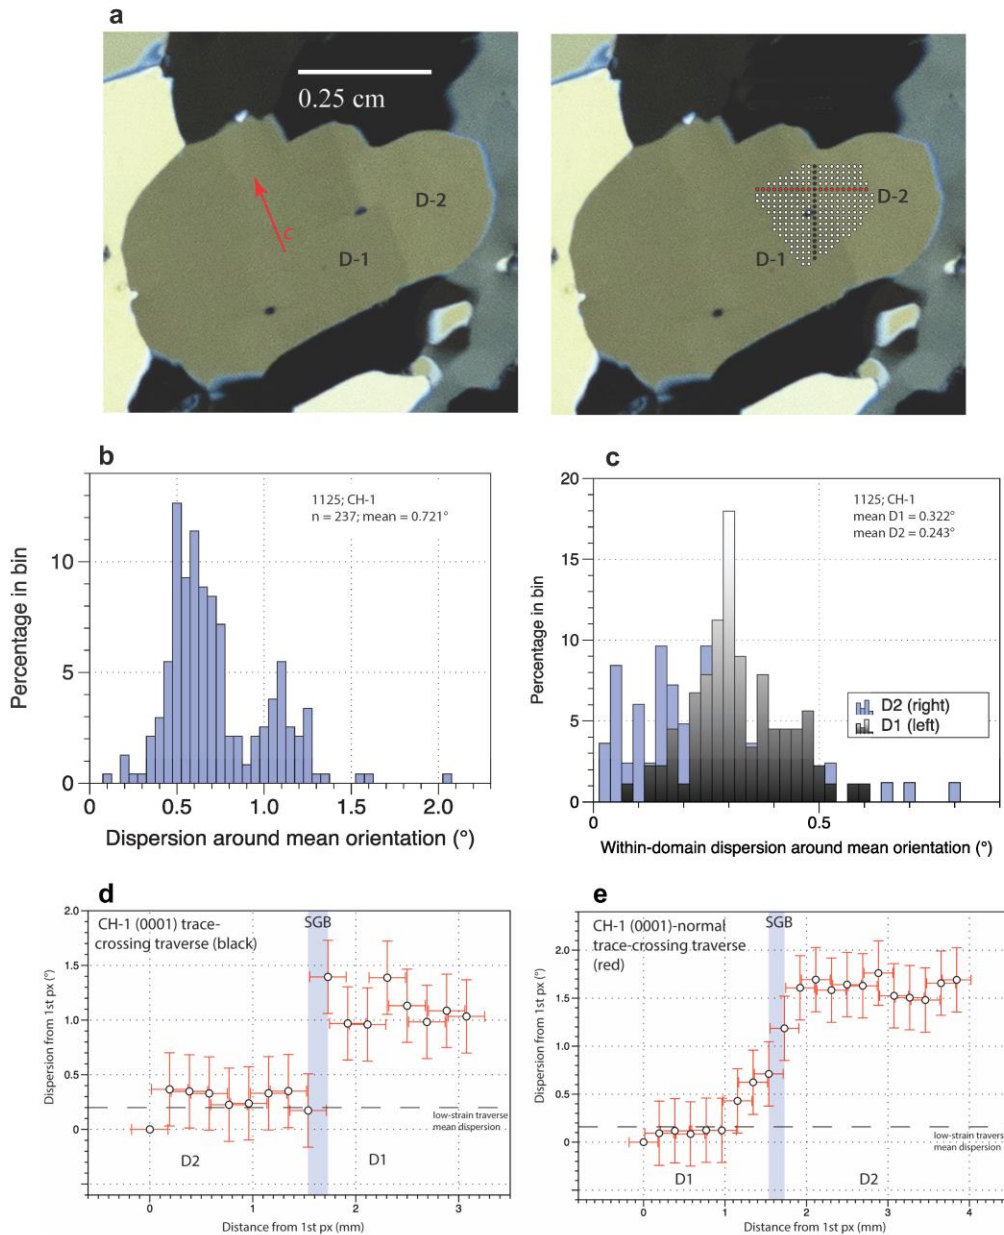 a
0.25 cm
c
D-1
D-2
D-1
D-2
b
1125; CH-1
n = 237; mean = 0.721°
Percentage in bin
10
5
0
0
0.5
1.0
1.5
2.0
Dispersion around mean orientation (°)
c
1125; CH-1
mean D1 = 0.322°
mean D2 = 0.243°
Percentage in bin
20
15
10
5
0
D2 (right)
D1 (left)
0
0.5
Within-domain dispersion around mean orientation (°)
d
SGB
CH-1 (0001) trace-
crossing traverse (black)
Dispersion from 1st px (°)
2.0
1.5
1.0
0.5
0
low-strain traverse
mean dispersion
D2
D1
0
1
2
3
Distance from 1st px (mm)
e
SGB
CH-1 (0001)-normal
trace-crossing traverse
(red)
Dispersion from 1st px (°)
2.0
1.5
1.0
0.5
0
low-strain travers
mean dispersion
D1
D2
0
1
2
3
4
Distance from 1st px (mm)